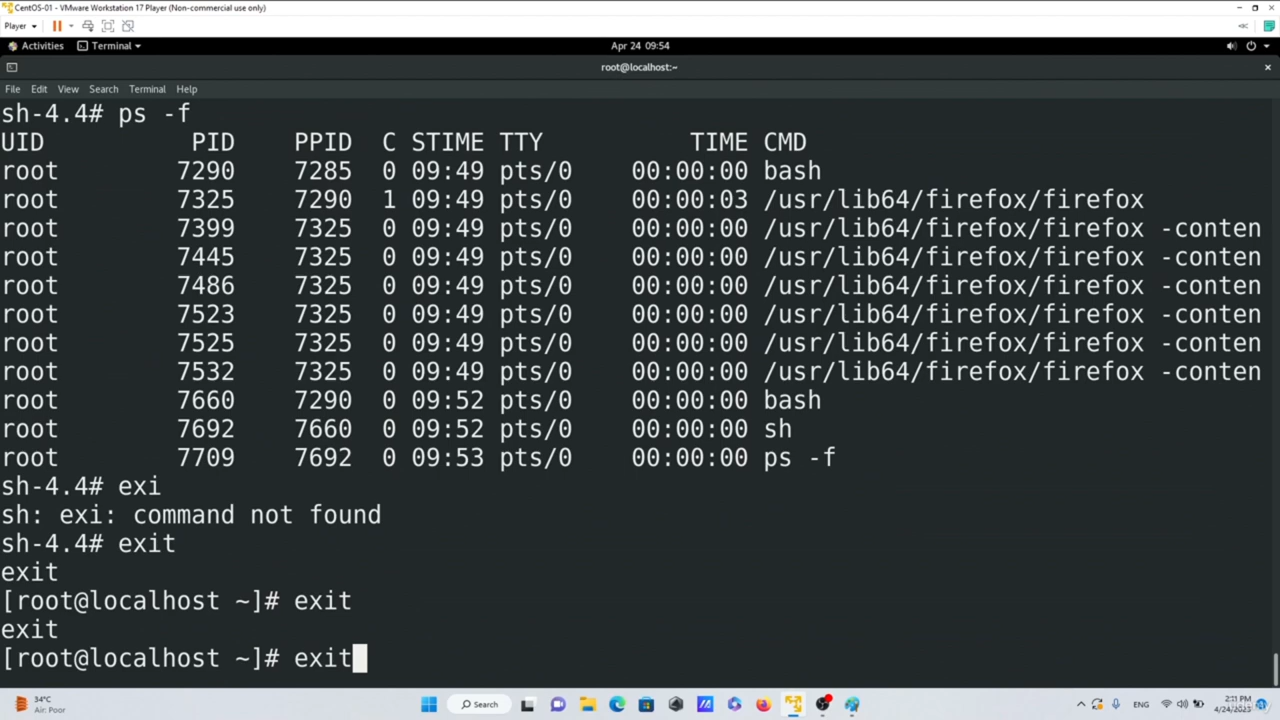 CentOS-01 - VMware Workstation 17 Player (Non-commercial use only)
Player
Activities Terminal Apr 24 09:54
root@localhost:~
File Edit View Search Terminal Help
sh-4.4# ps -f
UID PID PPID C STIME TTY TIME CMD
root 7290 7285 0 09:49 pts/0 00:00:00 bash
root 7325 7290 1 09:49 pts/0 00:00:03 /usr/lib64/firefox/firefox
root 7399 7325 0 09:49 pts/0 00:00:00 /usr/lib64/firefox/firefox -conten
root 7445 7325 0 09:49 pts/0 00:00:00 /usr/lib64/firefox/firefox -conten
root 7486 7325 0 09:49 pts/0 00:00:00 /usr/lib64/firefox/firefox -conten
root 7523 7325 0 09:49 pts/0 00:00:00 /usr/lib64/firefox/firefox -conten
root 7525 7325 0 09:49 pts/0 00:00:00 /usr/lib64/firefox/firefox -conten
root 7532 7325 0 09:49 pts/0 00:00:00 /usr/lib64/firefox/firefox -conten
root 7660 7290 0 09:52 pts/0 00:00:00 bash
root 7692 7660 0 09:52 pts/0 00:00:00 sh
root 7709 7692 0 09:53 pts/0 00:00:00 ps -f
sh-4.4# exi
sh: exi: command not found
sh-4.4# exit
exit
[root@localhost ~]# exit
exit
[root@localhost ~]# exit
34°C Search ENG 2:11 PM
Air: Poor 4/24/2023